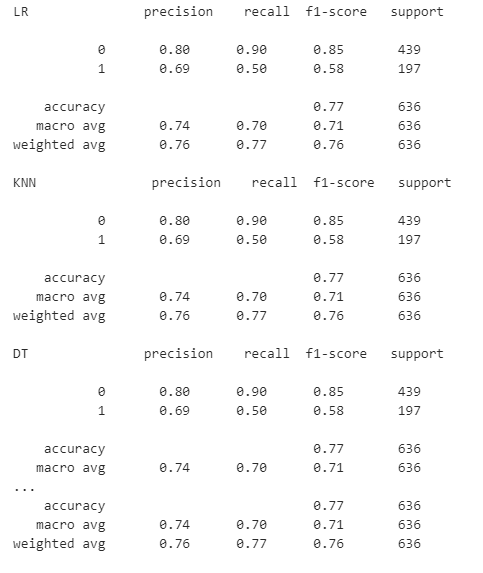 LR precision recall f1-score support
0 0.80 0.90 0.85 439
1 0.69 0.50 0.58 197
accuracy 0.77 636
macro avg 0.74 0.70 0.71 636
weighted avg 0.76 0.77 0.76 636
KNN precision recall f1-score support
0 0.80 0.90 0.85 439
1 0.69 0.50 0.58 197
accuracy 0.77 636
macro avg 0.74 0.70 0.71 636
weighted avg 0.76 0.77 0.76 636
DT precision recall f1-score support
0 0.80 0.90 0.85 439
1 0.69 0.50 0.58 197
accuracy 0.77 636
macro avg 0.74 0.70 0.71 636
...
accuracy 0.77 636
macro avg 0.74 0.70 0.71 636
weighted avg 0.76 0.77 0.76 636